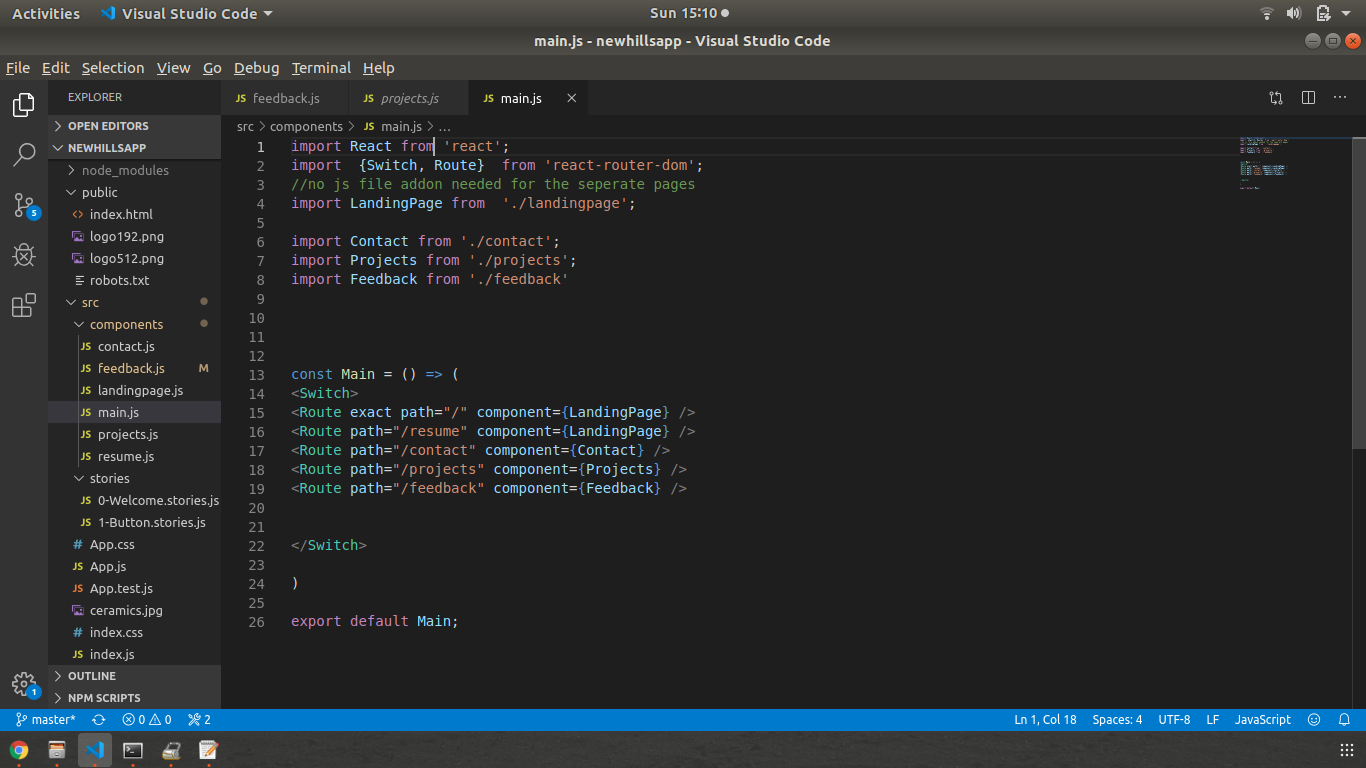 Activities Visual Studio Code Sun 15:10
main.js - newhillsapp - Visual Studio Code
File Edit Selection View Go Debug Terminal Help
EXPLORER
OPEN EDITORS
NEWHILLSAPP
node_modules
public
index.html
logo192.png
logo512.png
robots.txt
src
components
contact.js
feedback.js M
landingpage.js
main.js
projects.js
resume.js
stories
0-Welcome.stories.js
1-Button.stories.js
App.css
App.js
App.test.js
ceramics.jpg
index.css
index.js
OUTLINE
NPM SCRIPTS
5
1
JS feedback.js JS projects.js JS main.js
src > components > JS main.js > ...
1 import React from 'react';
2 import  {Switch, Route}  from 'react-router-dom';
3 //no js file addon needed for the seperate pages
4 import LandingPage from  './landingpage';
5
6 import Contact from './contact';
7 import Projects from './projects';
8 import Feedback from './feedback'
9
10
11
12
13 const Main = () => (
14 <Switch>
15 <Route exact path="/" component={LandingPage} />
16 <Route path="/resume" component={LandingPage} />
17 <Route path="/contact" component={Contact} />
18 <Route path="/projects" component={Projects} />
19 <Route path="/feedback" component={Feedback} />
20
21
22 </Switch>
23
24 )
25
26 export default Main;
master* 0 0 2 Ln 1, Col 18 Spaces: 4 UTF-8 LF JavaScript